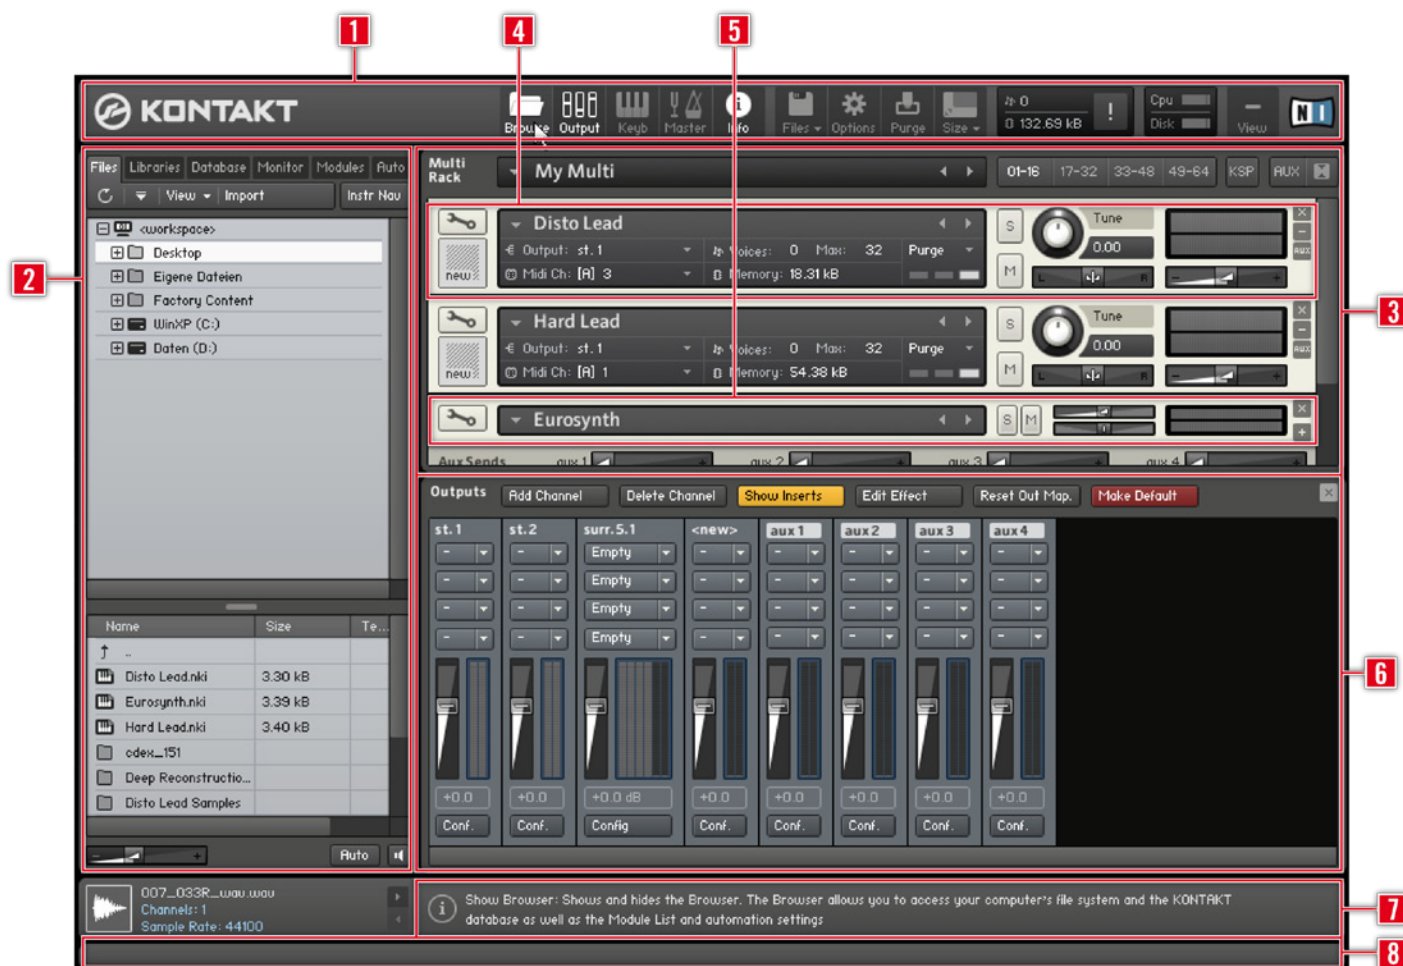 1
4
5
KONTAKT
Browse Output Keyb Master Info Files Options Purge Size
0
0 132.69 kB
!
Cpu
Disk
View
NI
Files Libraries Database Monitor Modules Auto
View Import Instr Nav
<workspace>
Desktop
Eigene Dateien
Factory Content
WinXP (C:)
Daten (D:)
2
Multi Rack
My Multi
01-16 17-32 33-48 49-64 KSP AUX
Disto Lead
Output: st.1 Voices: 0 Max: 32 Purge
new Midi Ch: [A] 3 Memory: 18.31 kB
S
M
Tune
0.00
L R - +
AUX
3
Hard Lead
Output: st.1 Voices: 0 Max: 32 Purge
new Midi Ch: [A] 1 Memory: 54.38 kB
S
M
Tune
0.00
L R - +
AUX
Eurosynth
S M
Aux Sends aux 1 + aux 2 + aux 3 + aux 4 +
Outputs Add Channel Delete Channel Show Inserts Edit Effect Reset Out Map. Make Default
st.1 st.2 surr.5.1 <new> aux1 aux2 aux3 aux4
- - Empty - - - - -
- - Empty - - - - -
- - Empty - - - - -
- - Empty - - - - -
+0.0 +0.0 +0.0 dB +0.0 +0.0 +0.0 +0.0 +0.0
Conf. Conf. Config Conf. Conf. Conf. Conf. Conf.
6
Name Size Te...
..
Disto Lead.nki 3.30 kB
Eurosynth.nki 3.39 kB
Hard Lead.nki 3.40 kB
cdex_151
Deep Reconstructio...
Disto Lead Samples
- + Auto
007_033R_wav.wav
Channels: 1
Sample Rate: 44100
Show Browser: Shows and hides the Browser. The Browser allows you to access your computer's file system and the KONTAKT
database as well as the Module List and automation settings
7
8